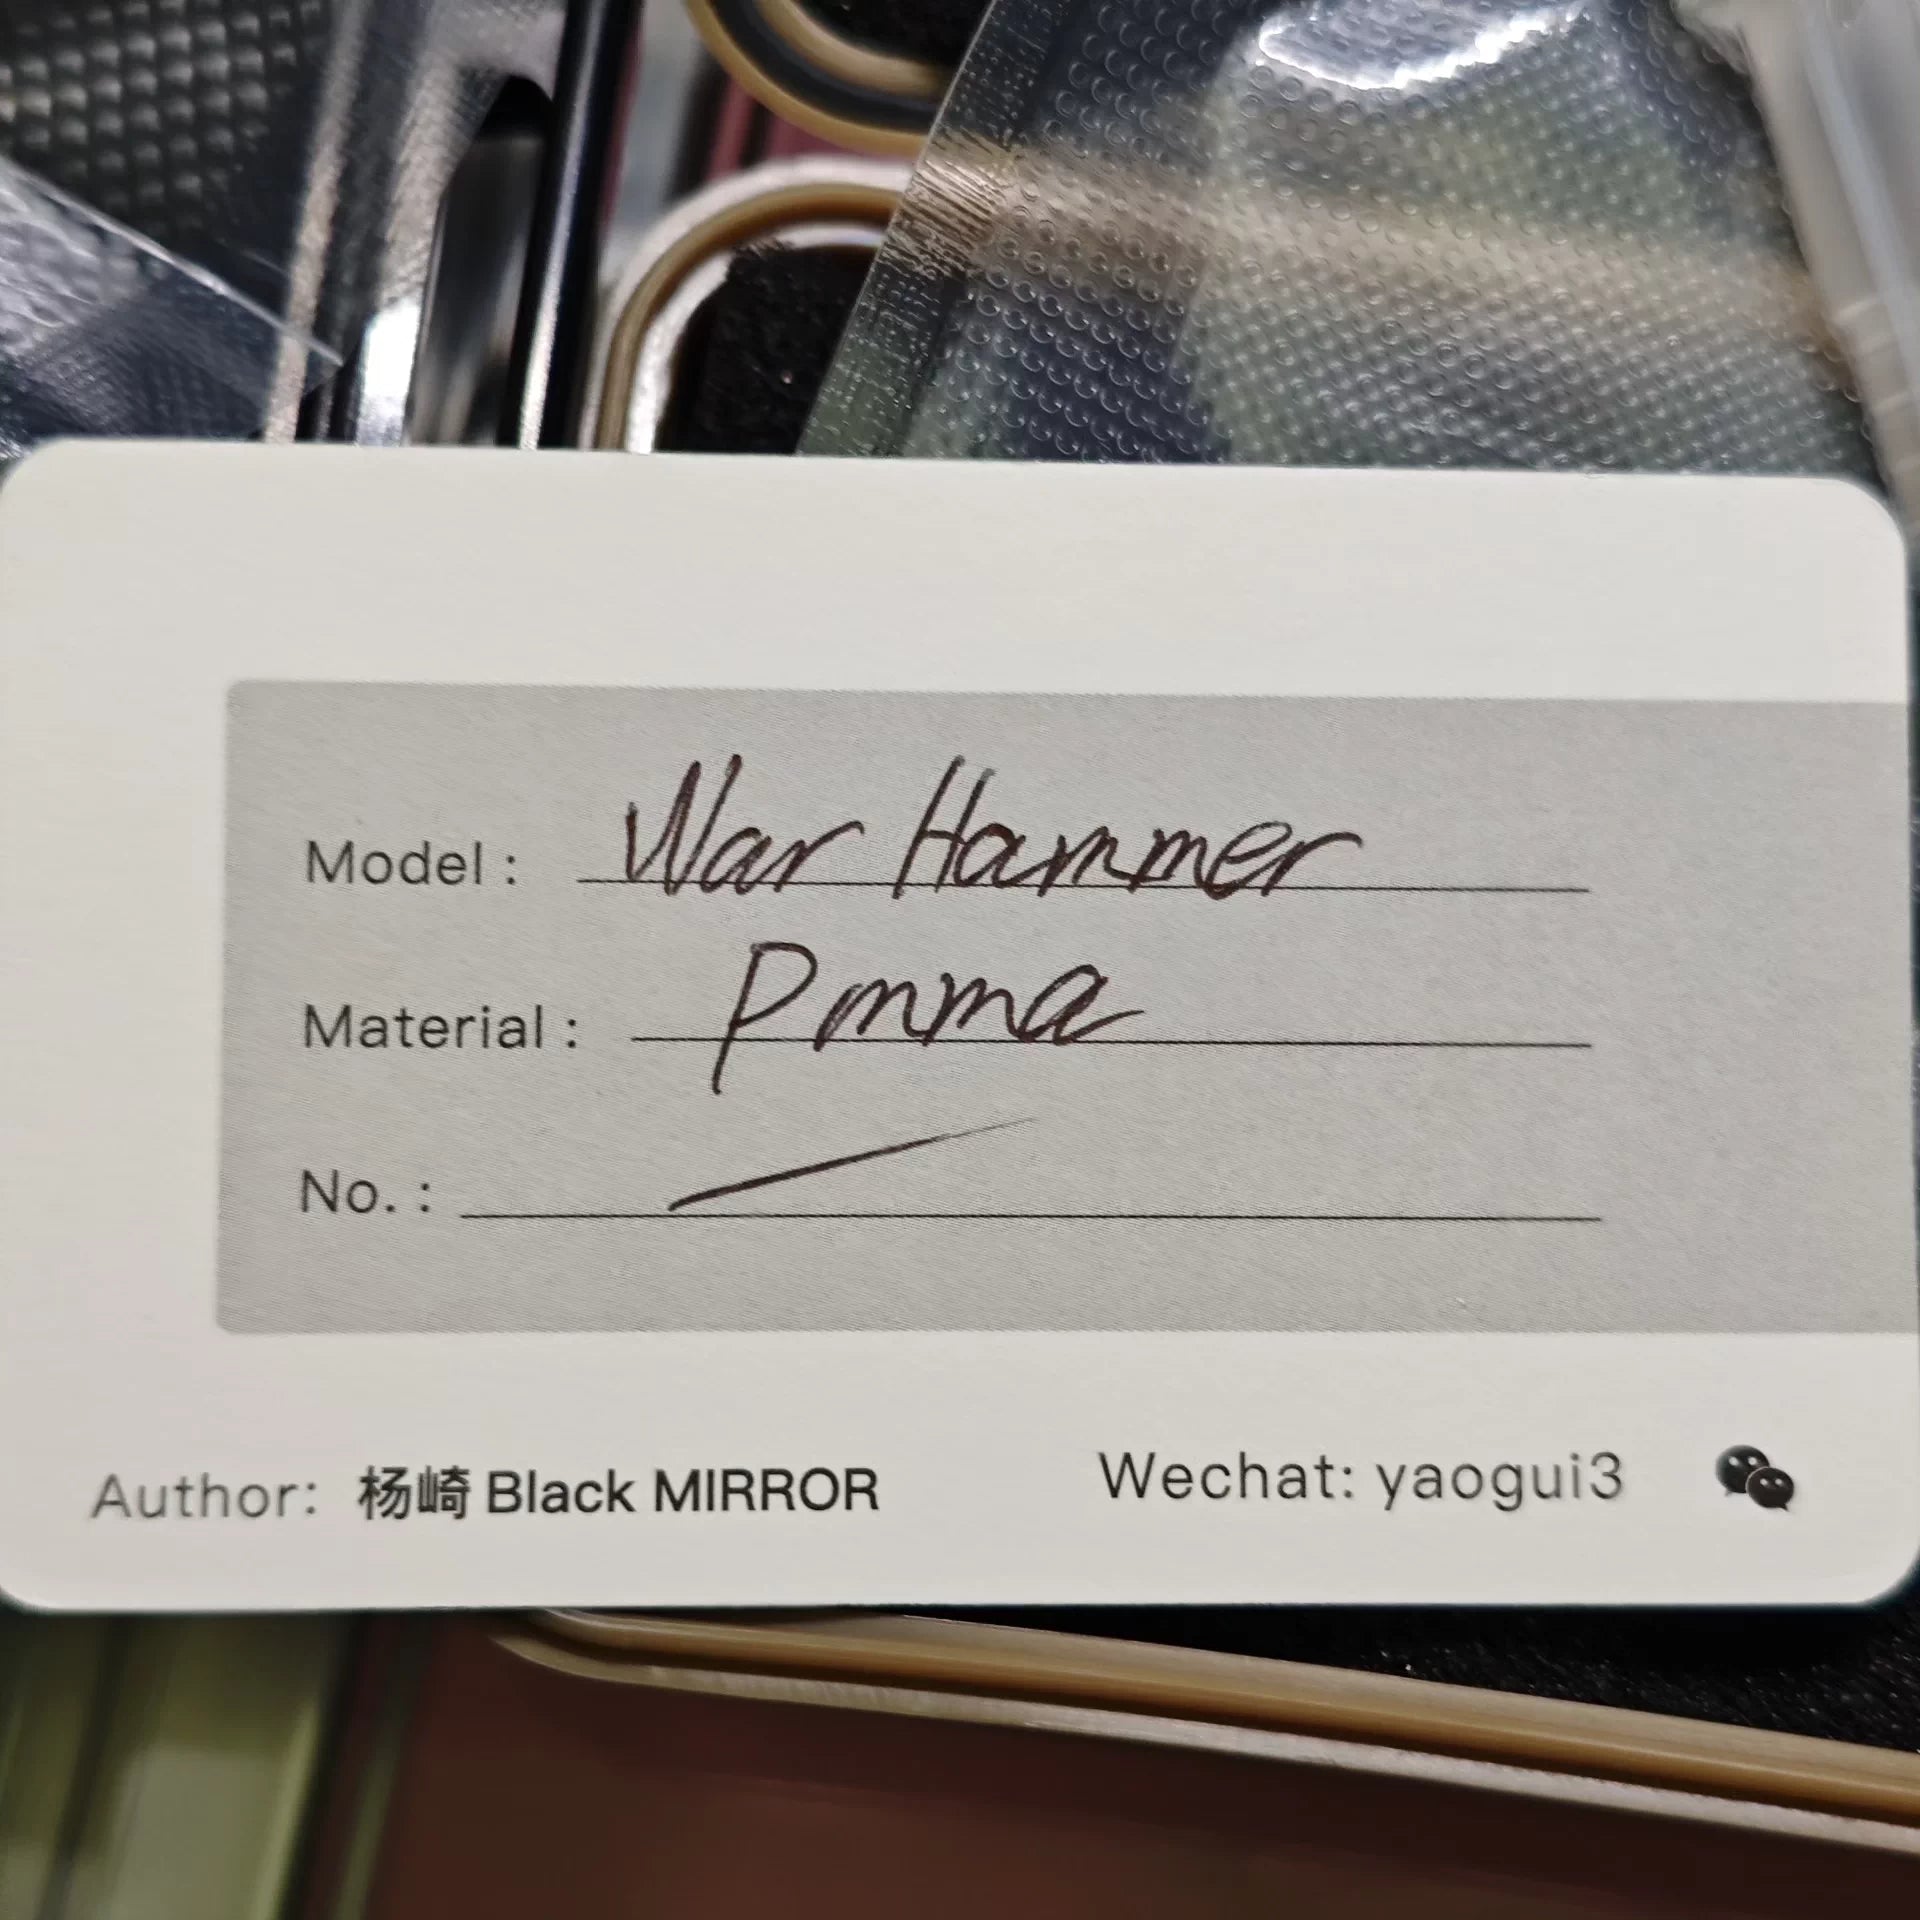 Model : War Hammer
Material : Pmma
No. : /
Author: 杨崎 Black MIRROR Wechat: yaogui3